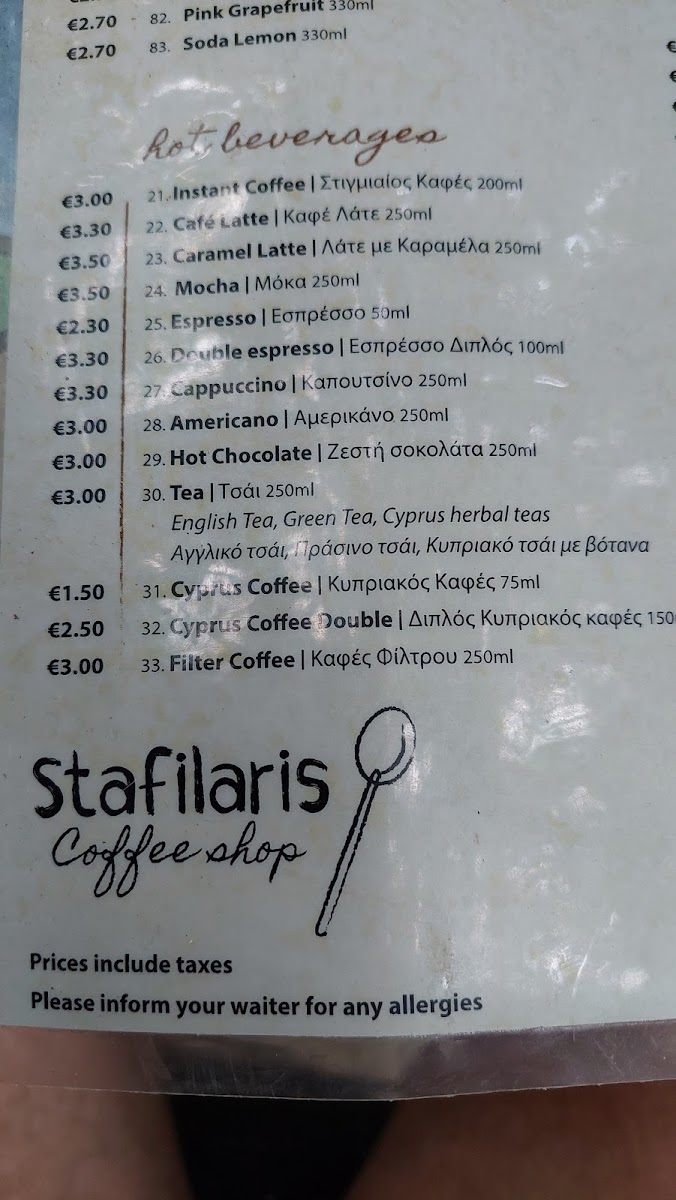 €2.70 82. Pink Grapefruit 330ml
€2.70 83. Soda Lemon 330ml
hot beverages
€3.00 21. Instant Coffee | Στιγμιαίος Καφές 200ml
€3.30 22. Café Latte | Καφέ Λάτε 250ml
€3.50 23. Caramel Latte | Λάτε με Καραμέλα 250ml
€3.50 24. Mocha | Μόκα 250ml
€2.30 25. Espresso | Εσπρέσσο 50ml
€3.30 26. Double espresso | Εσπρέσσο Διπλός 100ml
€3.30 27. Cappuccino | Καπουτσίνο 250ml
€3.00 28. Americano | Αμερικάνο 250ml
€3.00 29. Hot Chocolate | Ζεστή σοκολάτα 250ml
€3.00 30. Tea | Τσάι 250ml
English Tea, Green Tea, Cyprus herbal teas
Αγγλικό τσάι, Πράσινο τσάι, Κυπριακό τσάι με βότανα
€1.50 31. Cyprus Coffee | Κυπριακός Καφές 75ml
€2.50 32. Cyprus Coffee Double | Διπλός Κυπριακός καφές 150
€3.00 33. Filter Coffee | Καφές Φίλτρου 250ml
Stafilaris
Coffee shop
Prices include taxes
Please inform your waiter for any allergies